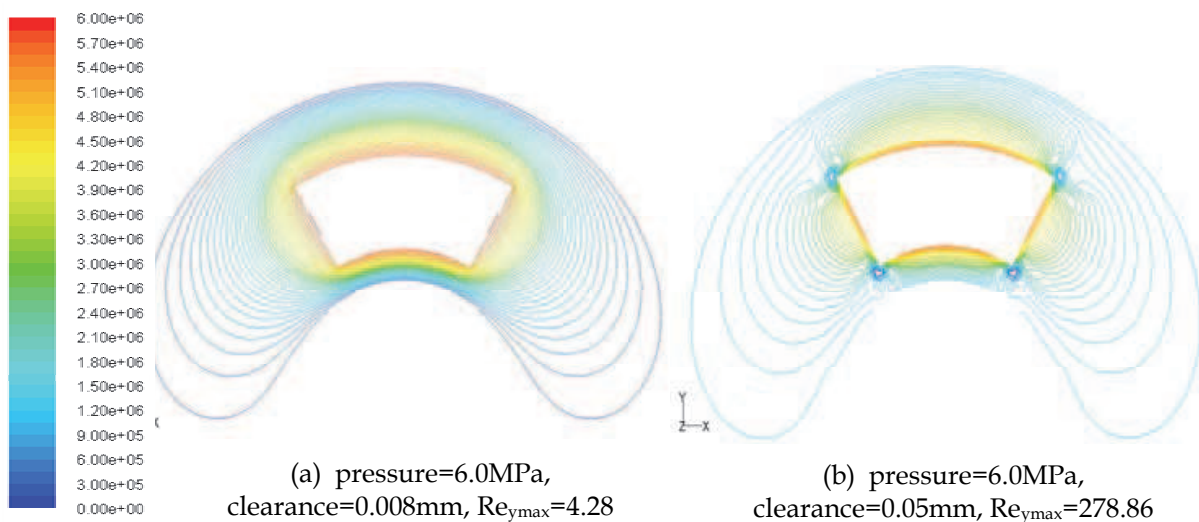 6.00e+06
5.70e+06
5.40e+06
5.10e+06
4.80e+06
4.50e+06
4.20e+06
3.90e+06
3.60e+06
3.30e+06
3.00e+06
2.70e+06
2.40e+06
2.10e+06
1.80e+06
1.50e+06
1.20e+06
9.00e+05
6.00e+05
3.00e+05
0.00e+00
X
Y
Z X
(a) pressure=6.0MPa,
clearance=0.008mm, Reymax=4.28
(b) pressure=6.0MPa,
clearance=0.05mm, Reymax=278.86